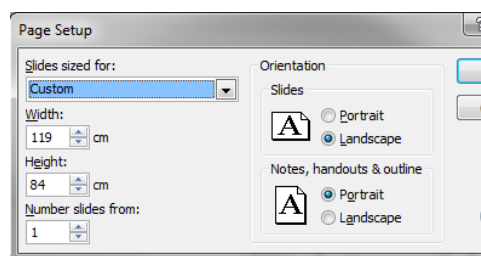 Page Setup
Slides sized for:
Custom
Width:
119 cm
Height:
84 cm
Number slides from:
1
Orientation
Slides
A
Portrait
Landscape
Notes, handouts & outline
A
Portrait
Landscape